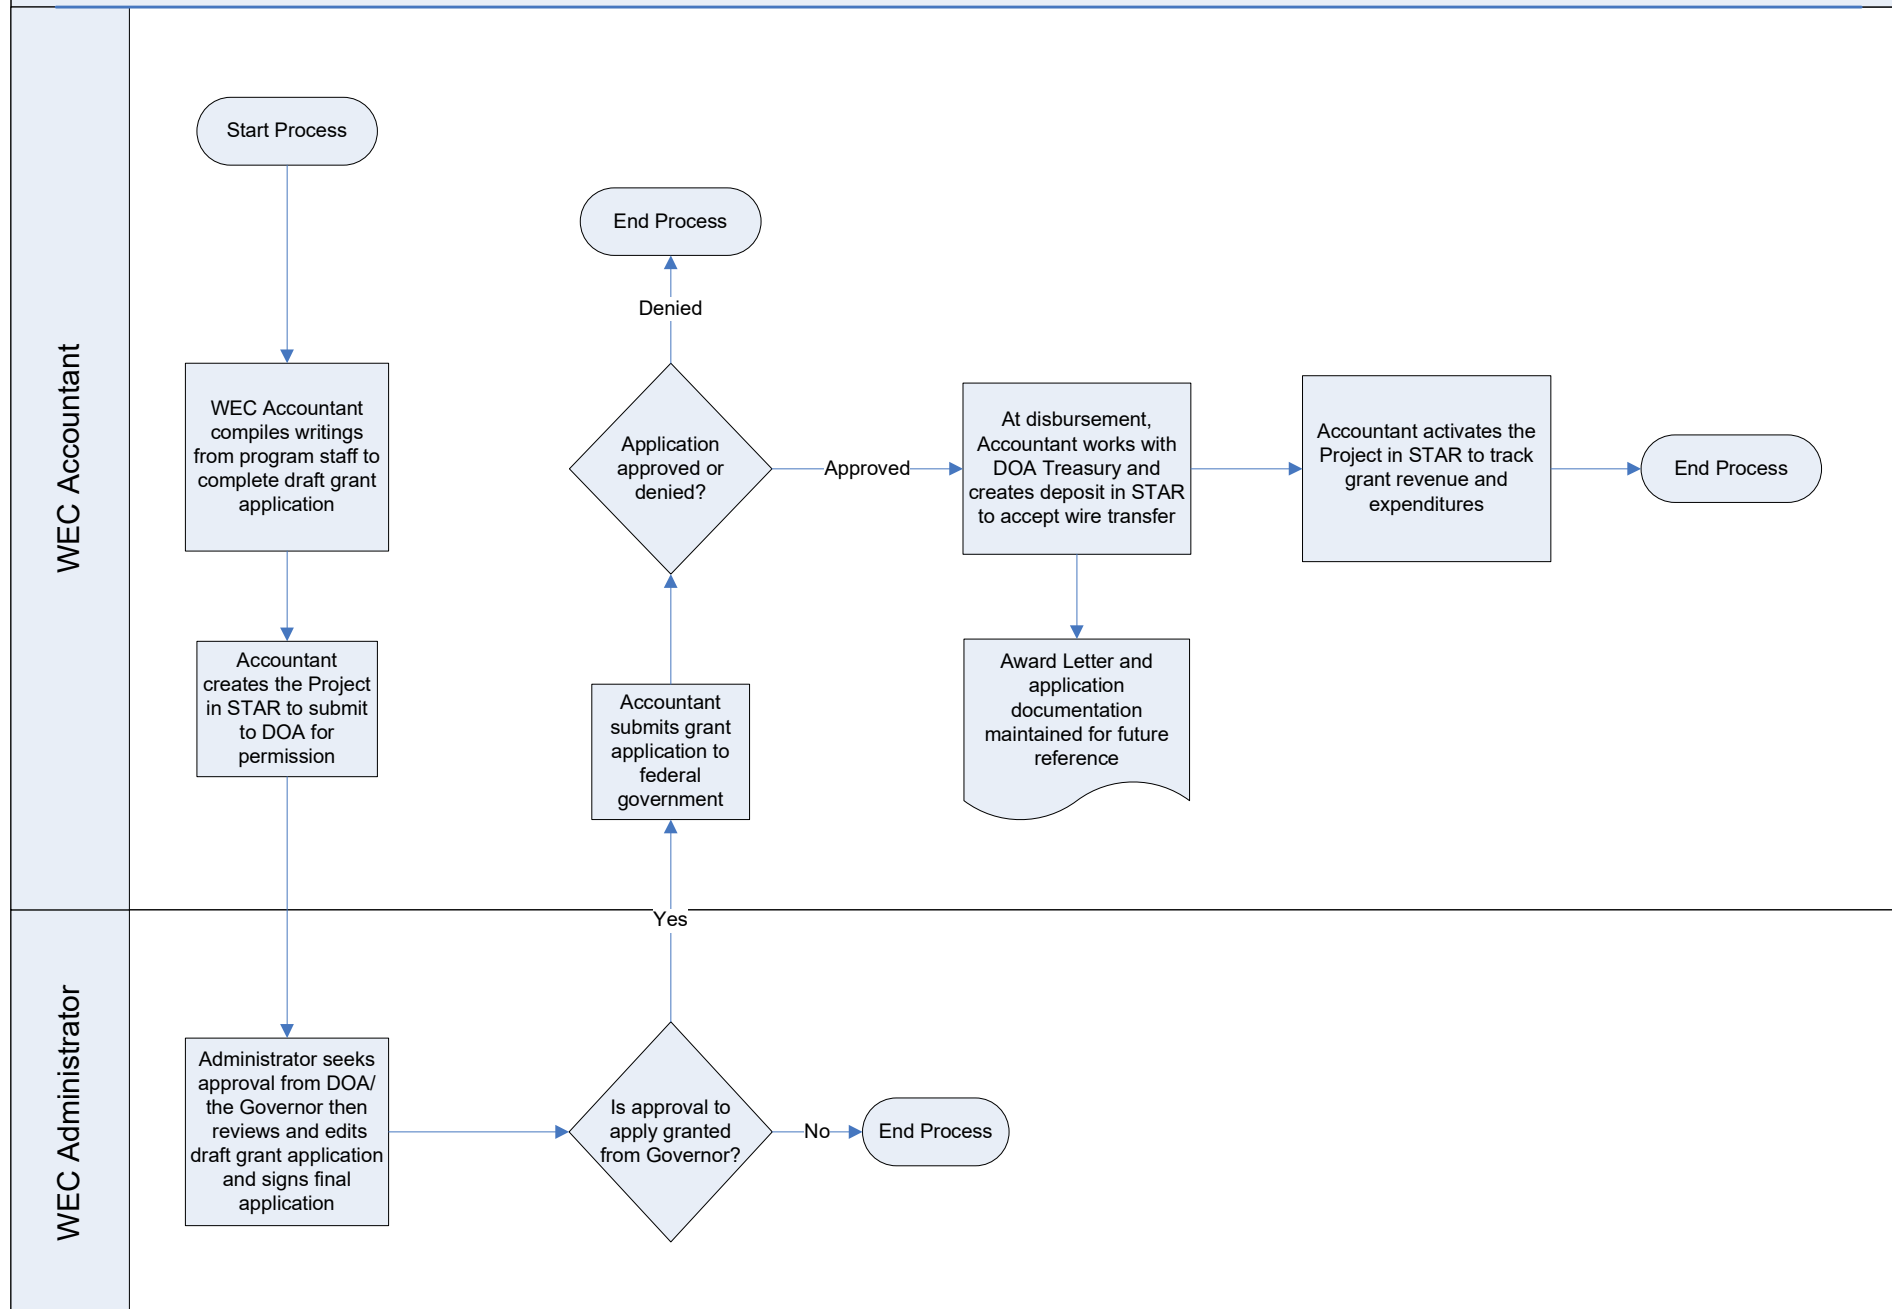 WEC Accountant
Start Process
WEC Accountant
compiles writings
from program staff to
complete draft grant
application
Accountant
creates the Project
in STAR to submit
to DOA for
permission
End Process
Denied
Application
approved or
denied?
Approved
Accountant
submits grant
application to
federal
government
Yes
At disbursement,
Accountant works with
DOA Treasury and
creates deposit in STAR
to accept wire transfer
Award Letter and
application
documentation
maintained for future
reference
Accountant activates the
Project in STAR to track
grant revenue and
expenditures
End Process
WEC Administrator
Administrator seeks
approval from DOA/
the Governor then
reviews and edits
draft grant application
and signs final
application
Is approval to
apply granted
from Governor?
No
End Process